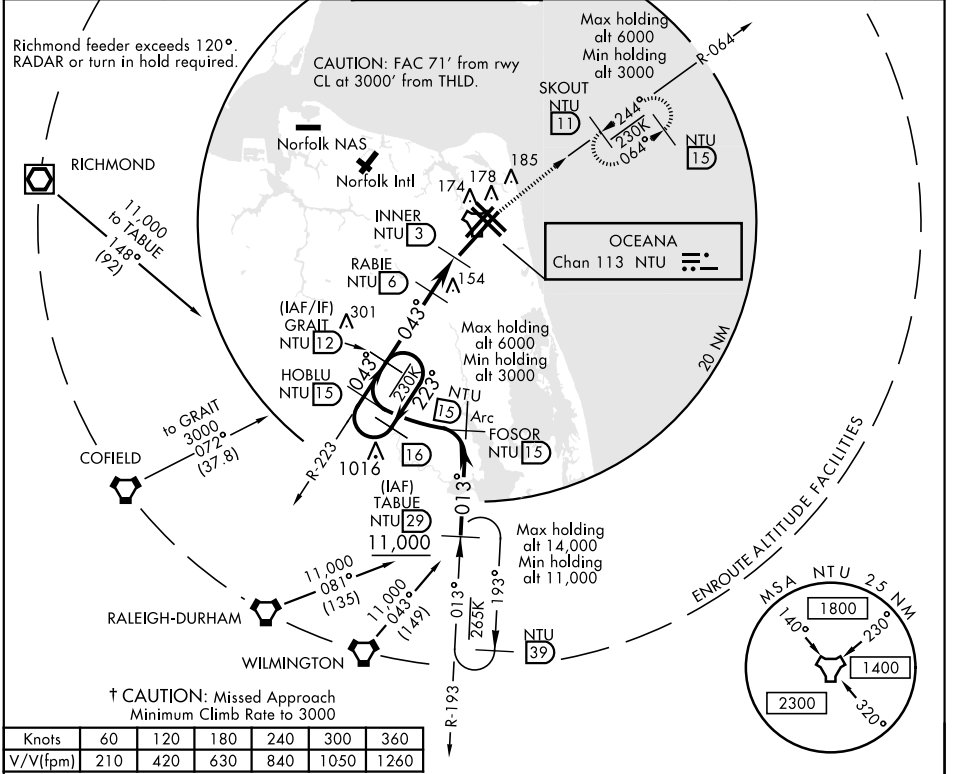 Richmond feeder exceeds 120°.
RADAR or turn in hold required.
CAUTION: FAC 71' from rwy
CL at 3000' from THLD.
Max holding
alt 6000
Min holding
alt 3000
R-064
SKOUT
NTU
11
244°
230K
064°
NTU
15
Norfolk NAS
Norfolk Intl
RICHMOND
11,000
to TABUE
148°
(92)
174
178
185
INNER
NTU 3
OCEANA
Chan 113 NTU
RABIE
NTU 6
154
043°
(IAF/IF)
GRAIT
NTU 12
301
Max holding
alt 6000
Min holding
alt 3000
20 NM
043°
230K
223°
HOBLU
NTU 15
NTU
15
Arc
FOSOR
NTU 15
16
1016
R-223
to GRAIT
3000
072°
(37.8)
COFIELD
(IAF)
TABUE
NTU 29
11,000
013°
Max holding
alt 14,000
Min holding
alt 11,000
ENROUTE ALTITUDE FACILITIES
11,000
081°
(135)
RALEIGH-DURHAM
11,000
043°
(149)
WILMINGTON
013°
265K
193°
NTU
39
R-193
MSA NTU 25 NM
1800
140°
230°
1400
2300
320°
† CAUTION: Missed Approach
Minimum Climb Rate to 3000
Knots 60 120 180 240 300 360
V/V(fpm) 210 420 630 840 1050 1260